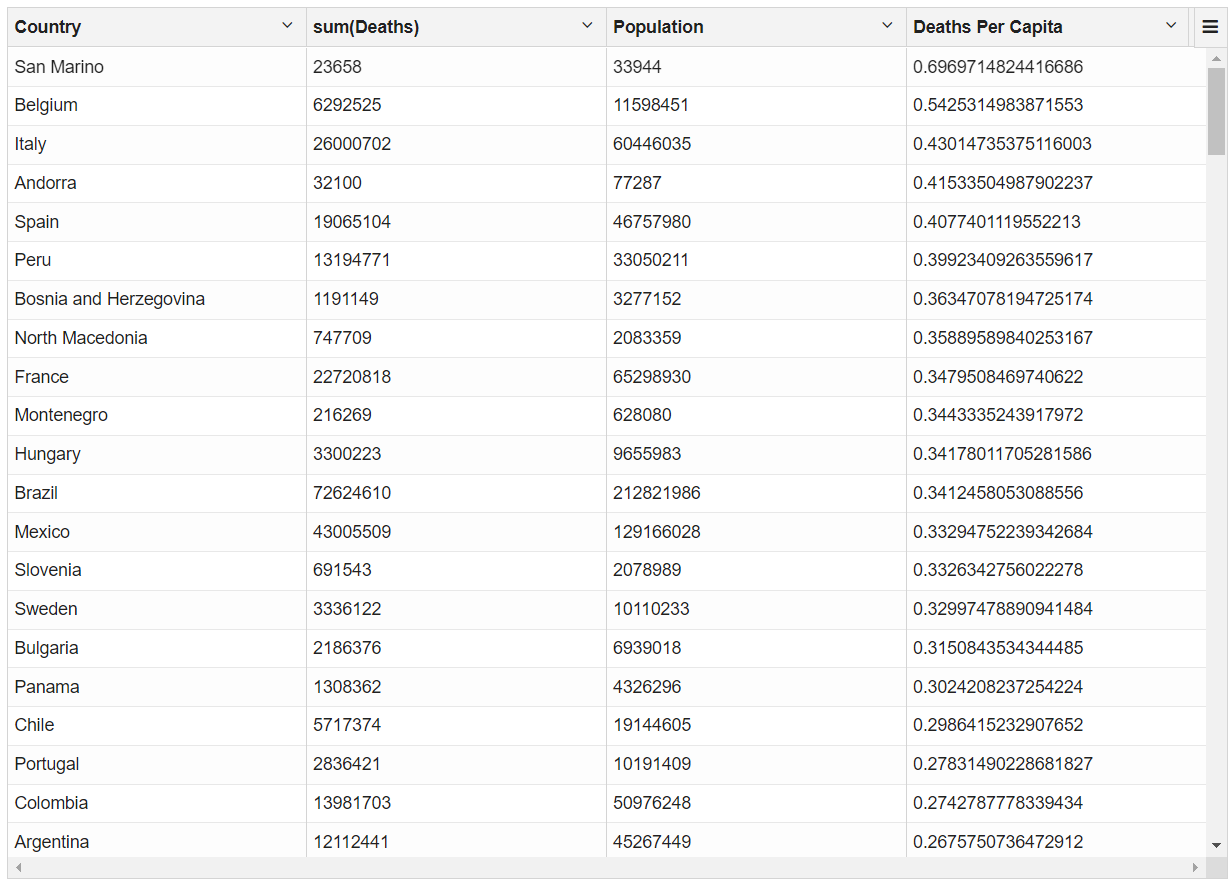 Country sum(Deaths) Population Deaths Per Capita
San Marino 23658 33944 0.6969714824416686
Belgium 6292525 11598451 0.5425314983871553
Italy 26000702 60446035 0.43014735375116003
Andorra 32100 77287 0.41533504987902237
Spain 19065104 46757980 0.4077401119552213
Peru 13194771 33050211 0.39923409263559617
Bosnia and Herzegovina 1191149 3277152 0.36347078194725174
North Macedonia 747709 2083359 0.35889589840253167
France 22720818 65298930 0.3479508469740622
Montenegro 216269 628080 0.3443335243917972
Hungary 3300223 9655983 0.34178011705281586
Brazil 72624610 212821986 0.3412458053088556
Mexico 43005509 129166028 0.33294752239342684
Slovenia 691543 2078989 0.3326342756022278
Sweden 3336122 10110233 0.32997478890941484
Bulgaria 2186376 6939018 0.3150843534344485
Panama 1308362 4326296 0.3024208237254224
Chile 5717374 19144605 0.2986415232907652
Portugal 2836421 10191409 0.27831490228681827
Colombia 13981703 50976248 0.2742787778339434
Argentina 12112441 45267449 0.2675750736472912